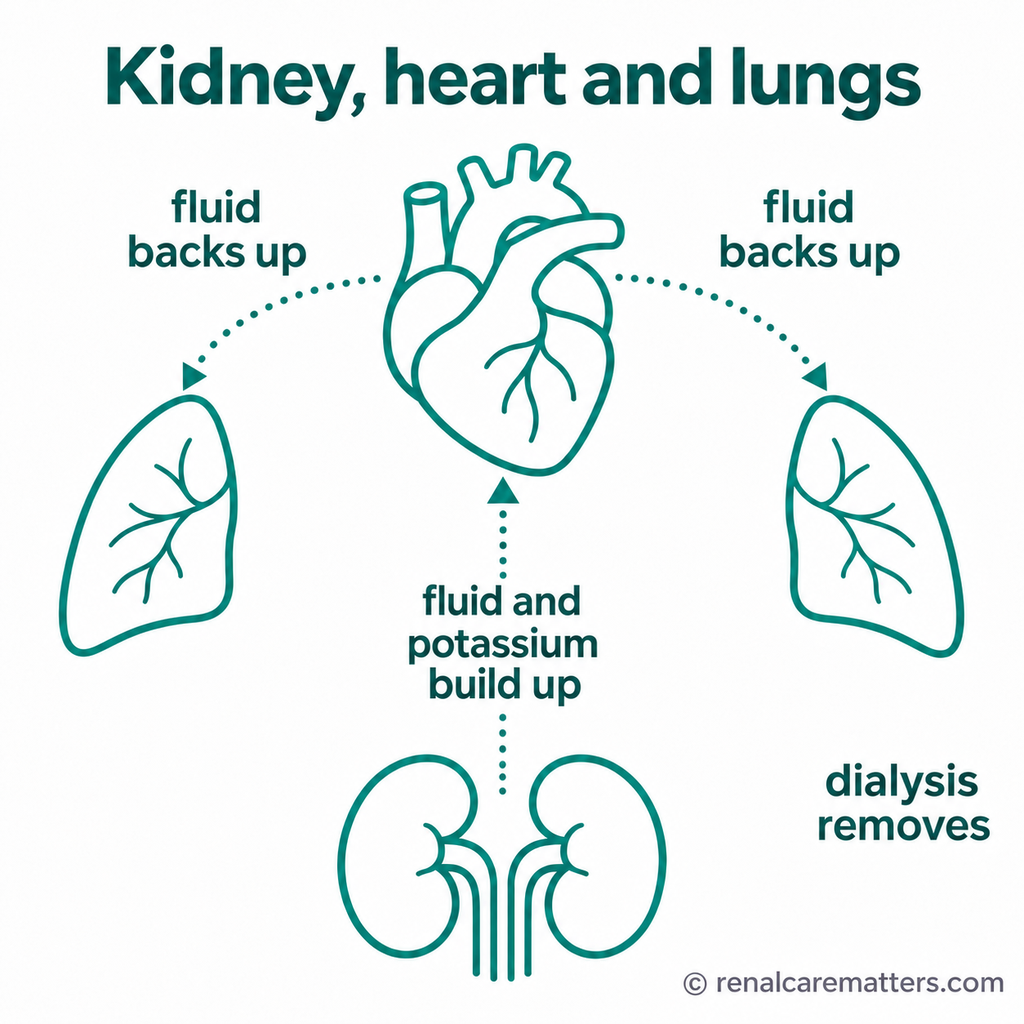 Kidney, heart and lungs
fluid
backs up
fluid
backs up
fluid and
potassium
build up
dialysis
removes
© renalcarematters.com